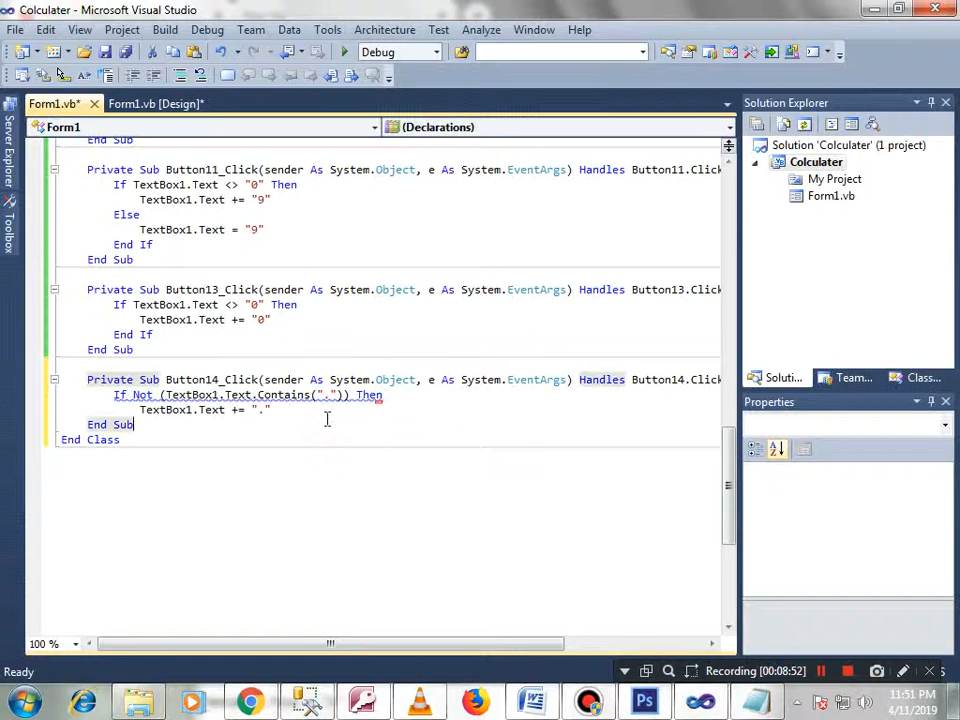 Colculater - Microsoft Visual Studio
File Edit View Project Build Debug Team Data Tools Architecture Test Analyze Window Help
Debug
Form1.vb* Form1.vb [Design]*
Solution Explorer
Form1 (Declarations)
Server Explorer
Toolbox
Solution 'Colculater' (1 project)
Colculater
My Project
Form1.vb
End Sub
Private Sub Button11_Click(sender As System.Object, e As System.EventArgs) Handles Button11.Click
If TextBox1.Text <> "0" Then
TextBox1.Text += "9"
Else
TextBox1.Text = "9"
End If
End Sub
Private Sub Button13_Click(sender As System.Object, e As System.EventArgs) Handles Button13.Click
If TextBox1.Text <> "0" Then
TextBox1.Text += "0"
End If
End Sub
Private Sub Button14_Click(sender As System.Object, e As System.EventArgs) Handles Button14.Click
If Not (TextBox1.Text.Contains(".")) Then
TextBox1.Text += "."
End Sub
End Class
Soluti... Team... Class...
Properties
100 %
Ready
Recording [00:08:52]
11:51 PM
4/11/2019